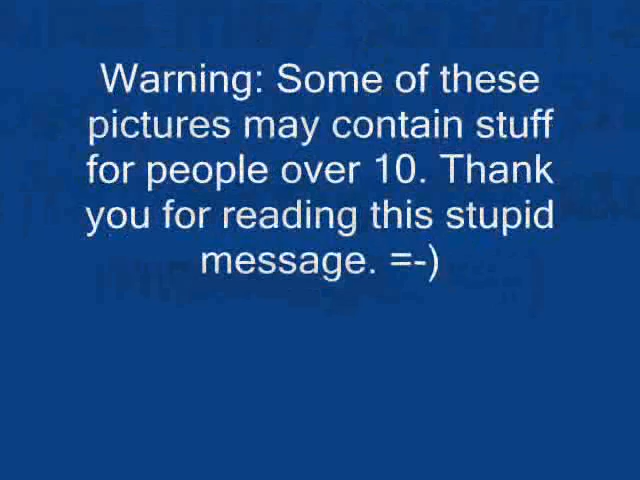 Warning: Some of these
pictures may contain stuff
for people over 10. Thank
you for reading this stupid
message. =-)